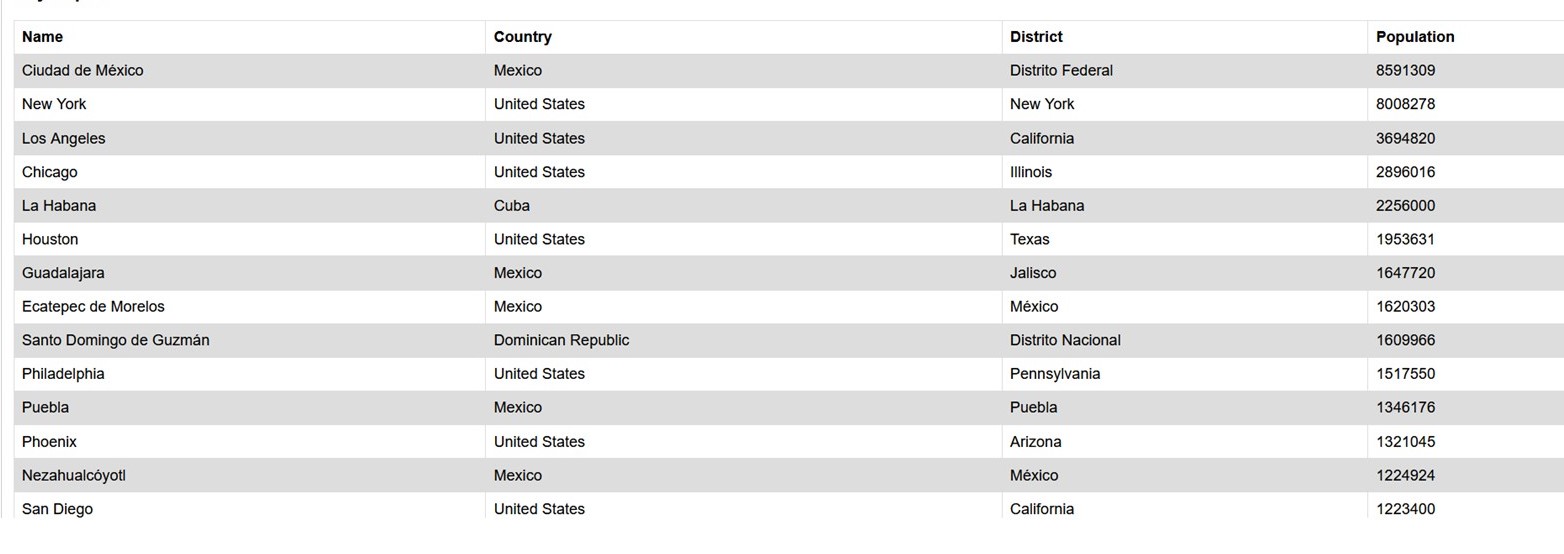 Name Country District Population
Ciudad de México Mexico Distrito Federal 8591309
New York United States New York 8008278
Los Angeles United States California 3694820
Chicago United States Illinois 2896016
La Habana Cuba La Habana 2256000
Houston United States Texas 1953631
Guadalajara Mexico Jalisco 1647720
Ecatepec de Morelos Mexico México 1620303
Santo Domingo de Guzmán Dominican Republic Distrito Nacional 1609966
Philadelphia United States Pennsylvania 1517550
Puebla Mexico Puebla 1346176
Phoenix United States Arizona 1321045
Nezahualcóyotl Mexico México 1224924
San Diego United States California 1223400